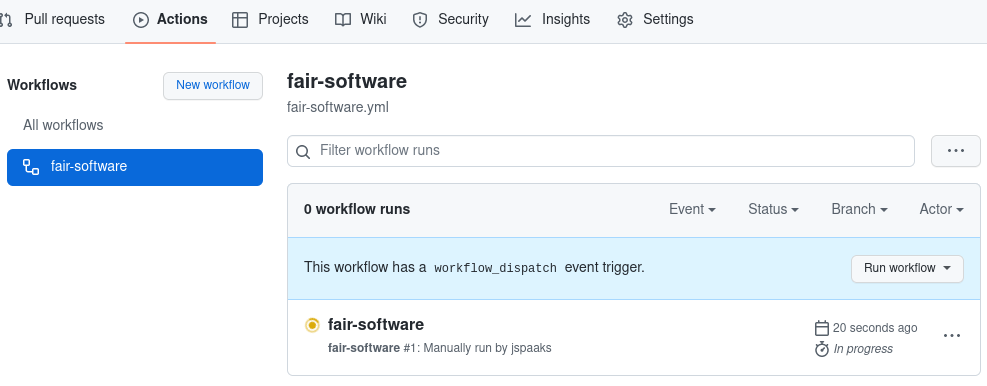 Pull requests Actions Projects Wiki Security Insights Settings
Workflows New workflow
All workflows
fair-software
fair-software
fair-software.yml
Filter workflow runs
0 workflow runs Event Status Branch Actor
This workflow has a workflow_dispatch event trigger. Run workflow
fair-software 20 seconds ago
fair-software #1: Manually run by jspaaks In progress